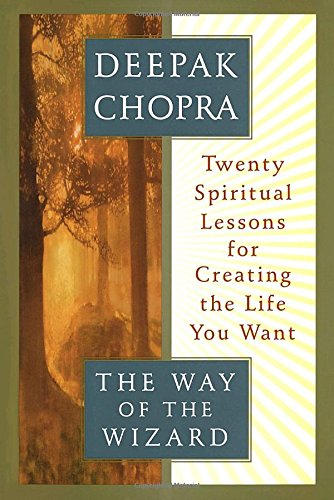 DEEPAK
CHOPRA
Twenty
Spiritual
Lessons
for
Creating
the Life
You Want
THE WAY
OF THE
WIZARD